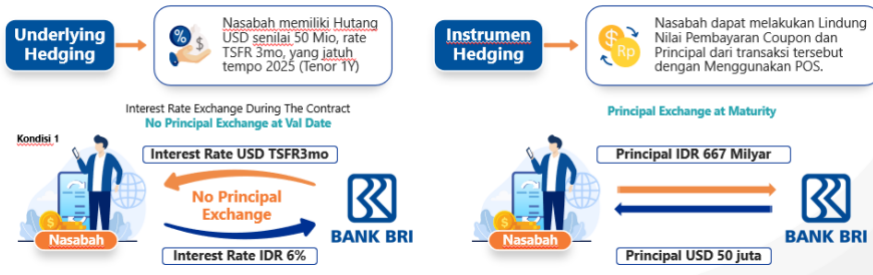 Underlying
Hedging
%
$
Nasabah memiliki Hutang
USD senilai 50 Mio, rate
TSFR 3mo, yang jatuh
tempo 2025 (Tenor 1Y)
Instrumen
Hedging
$
Rp
Nasabah dapat melakukan Lindung
Nilai Pembayaran Coupon dan
Principal dari transaksi tersebut
dengan Menggunakan POS.
Interest Rate Exchange During The Contract
No Principal Exchange at Val Date
Kondisi 1
Interest Rate USD TSFR3mo
No Principal
Exchange
Interest Rate IDR 6%
$
Nasabah
BANK BRI
Principal Exchange at Maturity
Principal IDR 667 Milyar
Principal USD 50 juta
$
Nasabah
BANK BRI